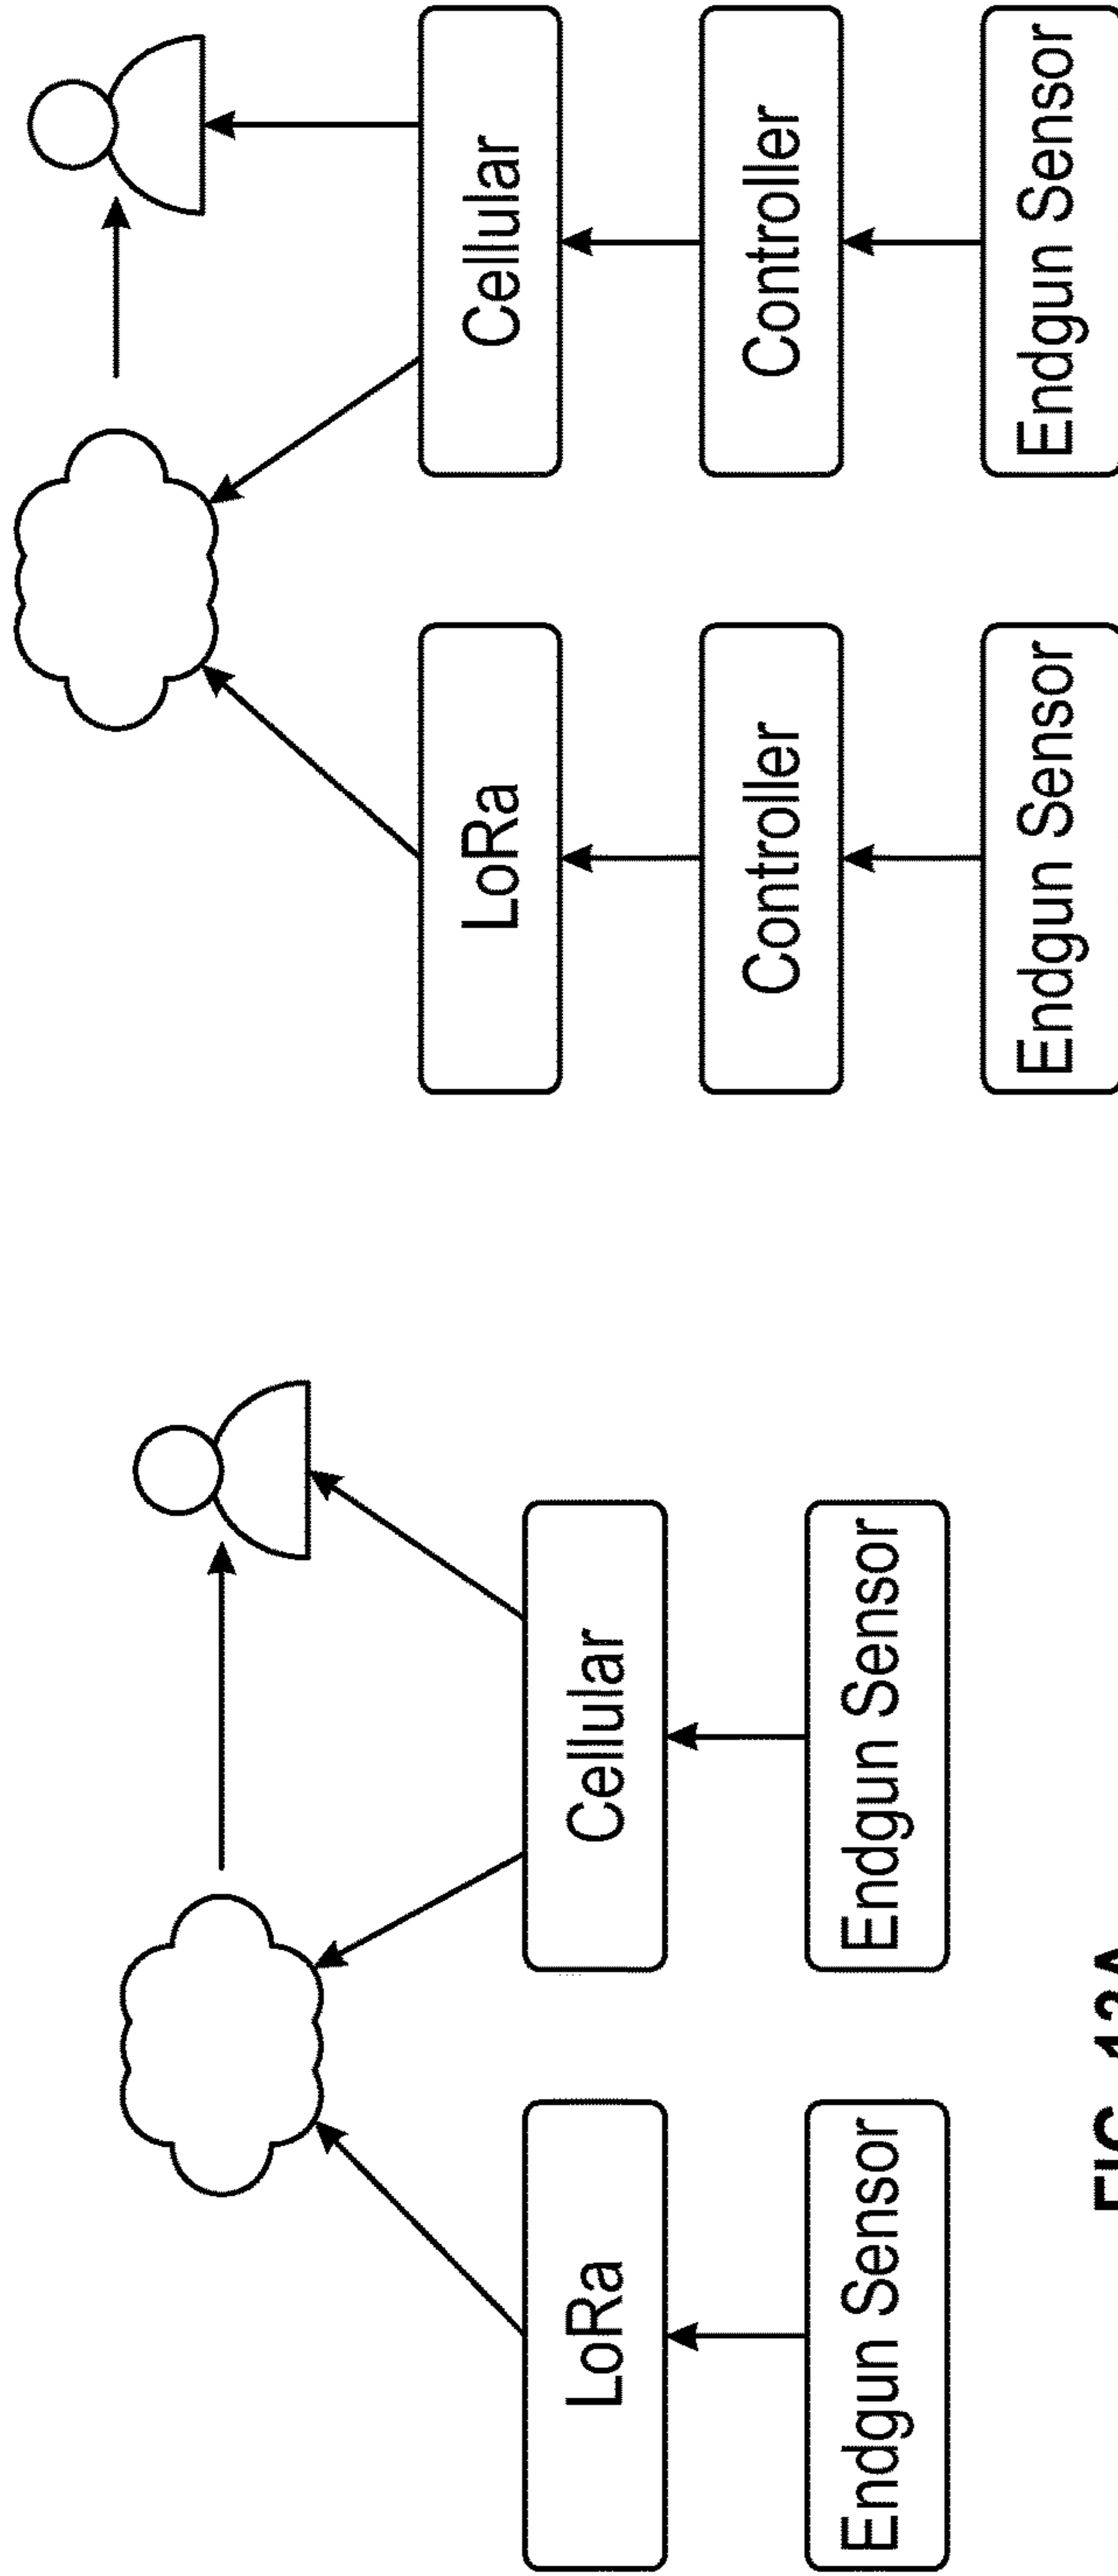 LoRa
Cellular
Endgun Sensor
Endgun Sensor
LoRa
Cellular
Controller
Controller
Endgun Sensor
Endgun Sensor